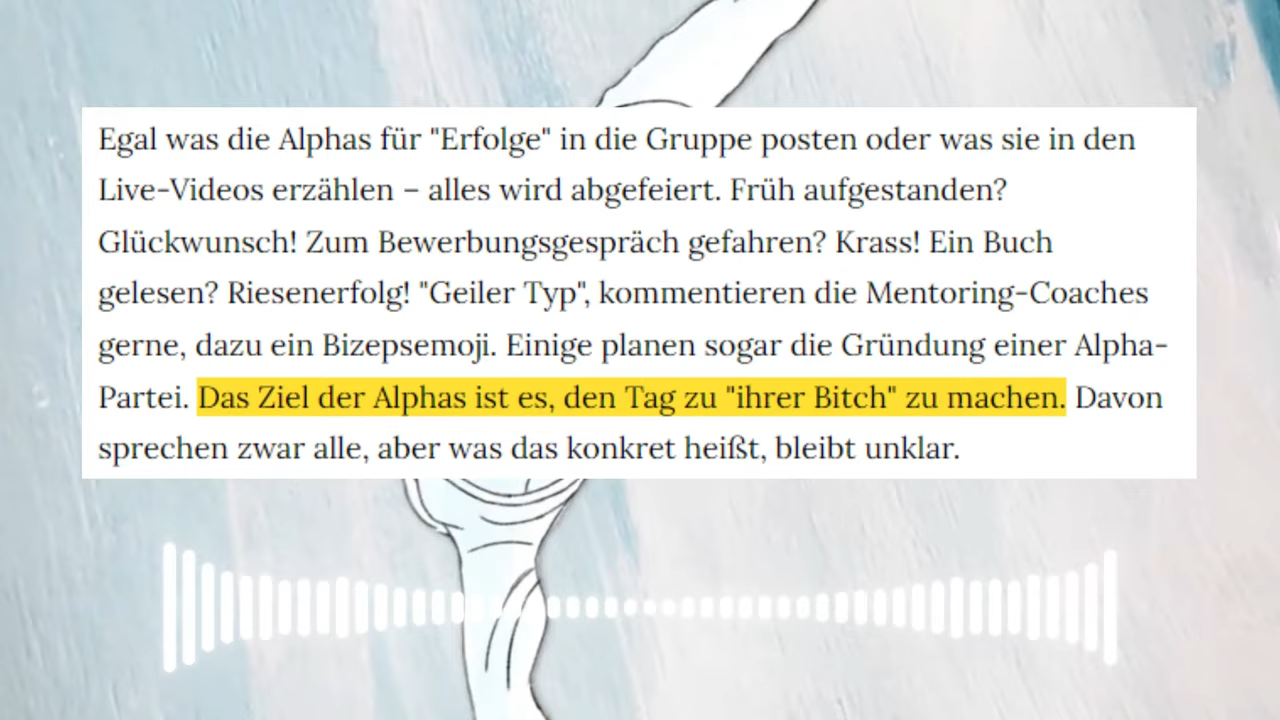 Egal was die Alphas für "Erfolge" in die Gruppe posten oder was sie in den
Live-Videos erzählen – alles wird abgefeiert. Früh aufgestanden?
Glückwunsch! Zum Bewerbungsgespräch gefahren? Krass! Ein Buch
gelesen? Riesenerfolg! "Geiler Typ", kommentieren die Mentoring-Coaches
gerne, dazu ein Bizepsemoji. Einige planen sogar die Gründung einer Alpha-
Partei. Das Ziel der Alphas ist es, den Tag zu "ihrer Bitch" zu machen. Davon
sprechen zwar alle, aber was das konkret heißt, bleibt unklar.